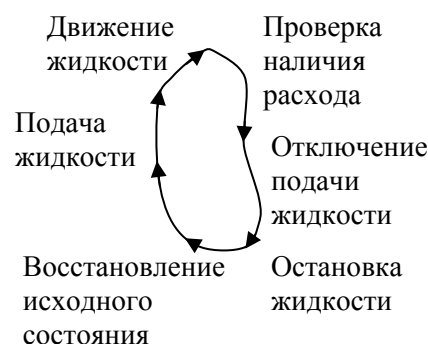 Движение
жидкости
Проверка
наличия
расхода
Подача
жидкости
Отключение
подачи
жидкости
Восстановление
исходного
состояния
Остановка
жидкости